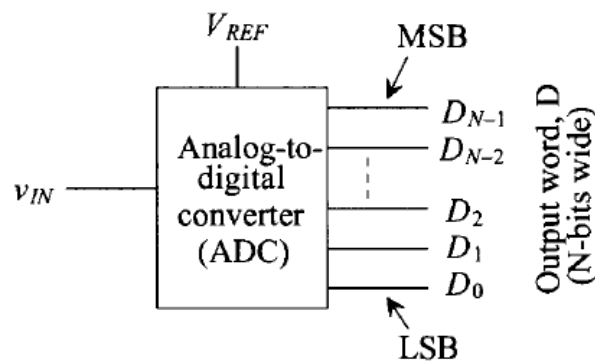 V_REF
MSB
v_IN
Analog-to-
digital
converter
(ADC)
D_N–1
D_N–2
D_2
D_1
D_0
LSB
Output word, D
(N-bits wide)